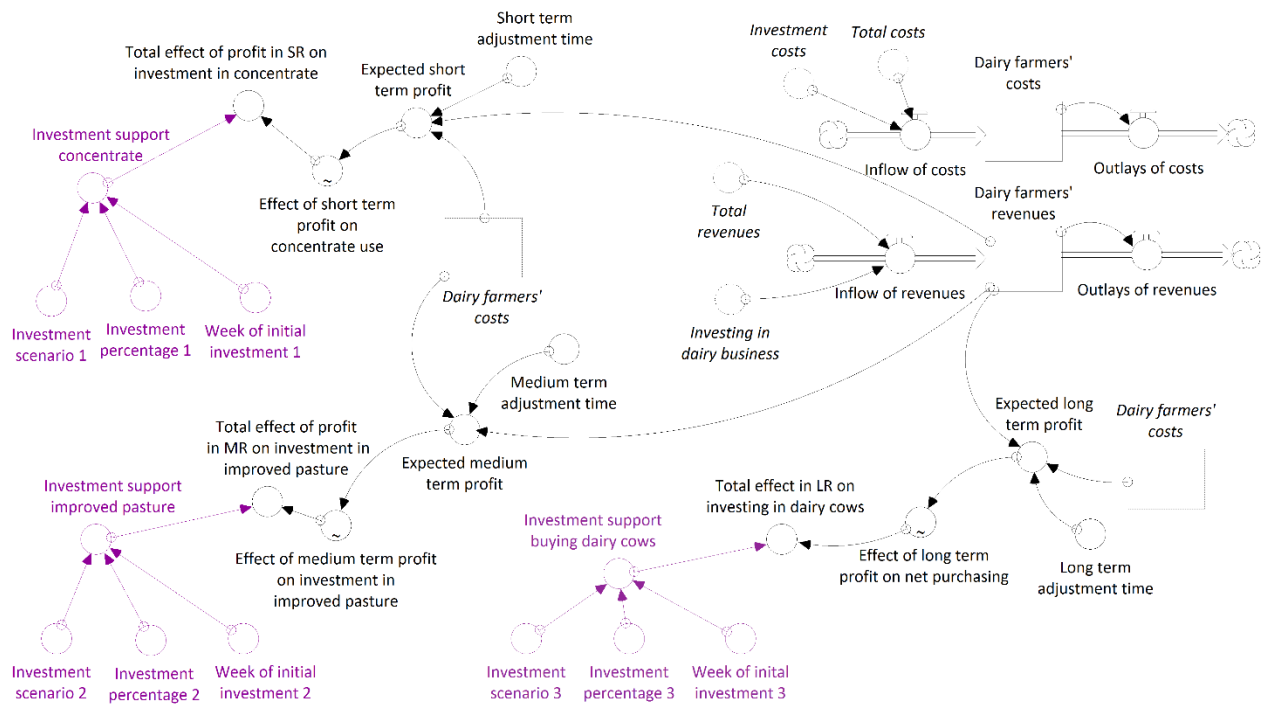 Short term
adjustment time
Total effect of profit in SR on
investment in concentrate
Expected short
term profit
Investment
costs
Total costs
Dairy farmers'
costs
Investment support
concentrate
Inflow of costs
Outlays of costs
~
Effect of short term
profit on
concentrate use
Total
revenues
Dairy farmers'
revenues
Inflow of revenues
Outlays of revenues
Dairy farmers'
costs
Investing in
dairy business
Investment
scenario 1
Investment
percentage 1
Week of initial
investment 1
Medium term
adjustment time
Total effect of profit
in MR on investment in
improved pasture
Expected medium
term profit
Expected long
term profit
Dairy farmers'
costs
Investment support
improved pasture
~
Effect of medium term profit
on investment in
improved pasture
Investment support
buying dairy cows
Total effect in LR on
investing in dairy cows
~
Effect of long term
profit on net purchasing
Long term
adjustment time
Investment
scenario 2
Investment
percentage 2
Week of initial
investment 2
Investment
scenario 3
Investment
percentage 3
Week of inital
investment 3